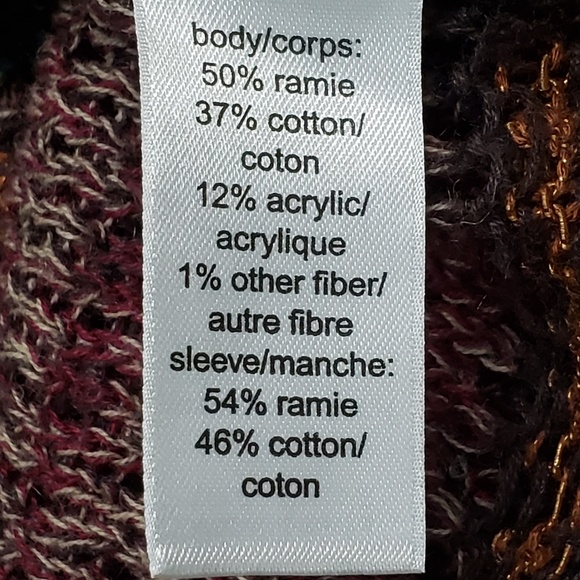 body/corps:
50% ramie
37% cotton/
coton
12% acrylic/
acrylique
1% other fiber/
autre fibre
sleeve/manche:
54% ramie
46% cotton/
coton